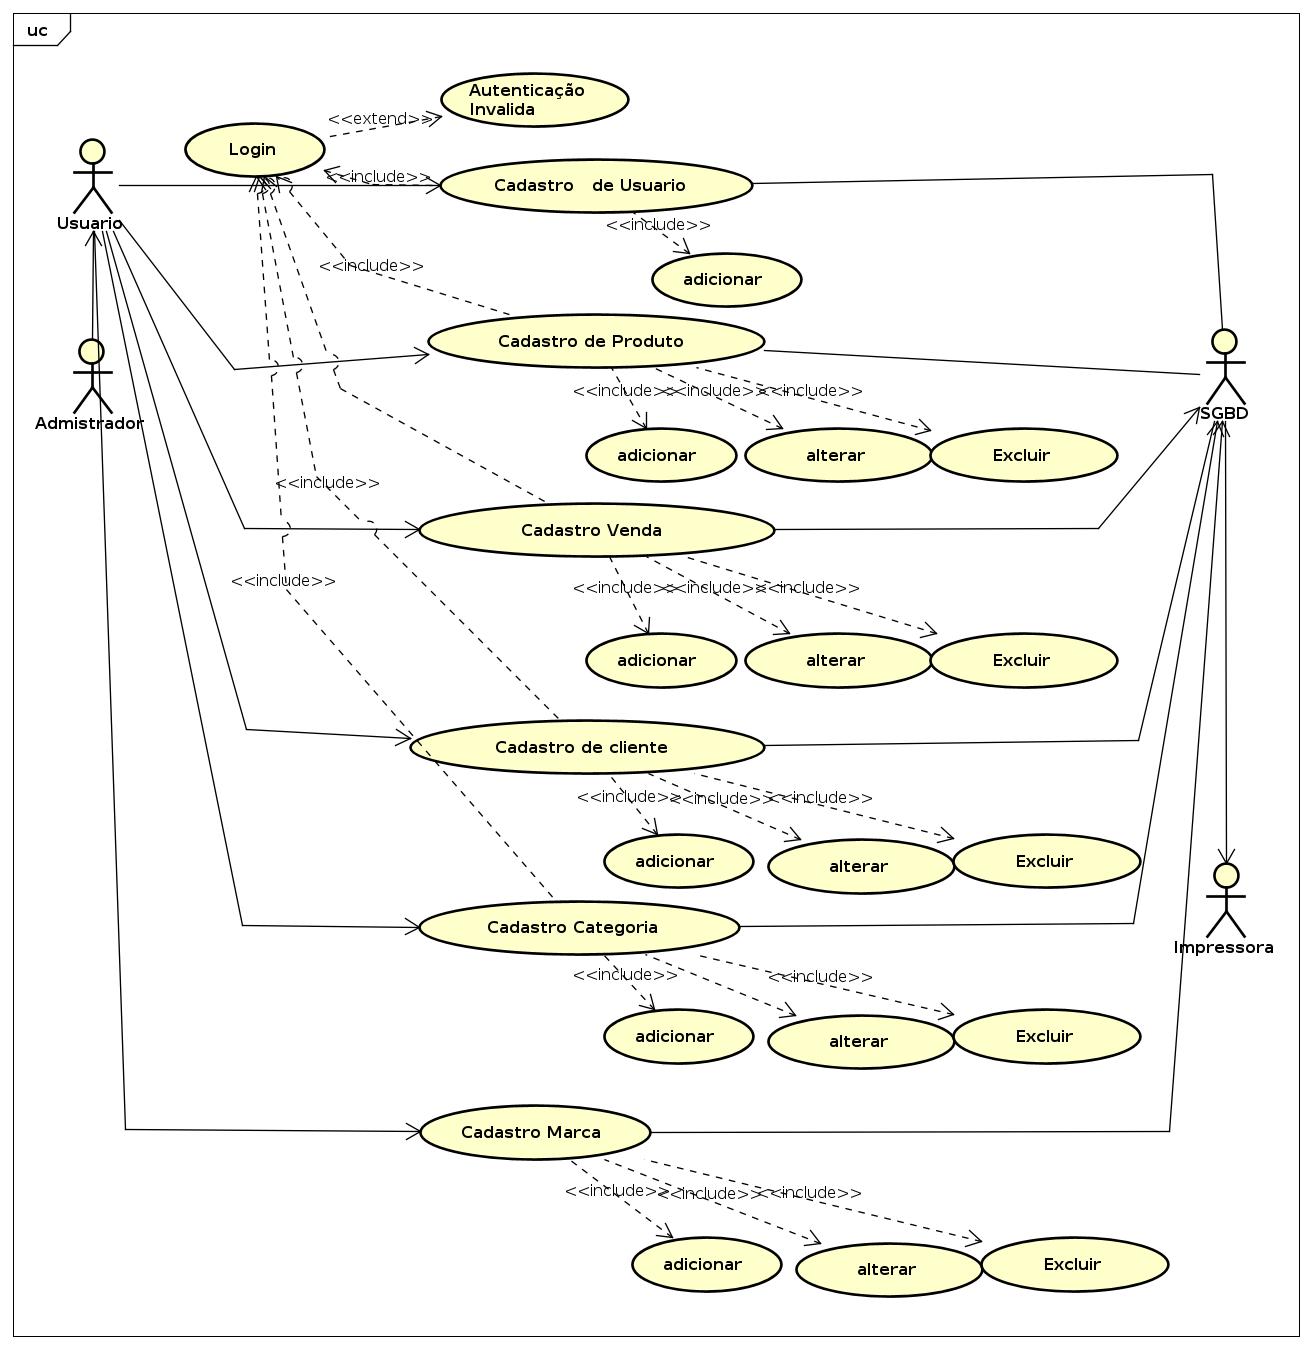 uc
Autenticação
Invalida
<<extend>>
Login
<<include>>
Cadastro de Usuario
Usuario
<<include>>
<<include>>
adicionar
Cadastro de Produto
Admistrador
SGBD
<<include>>
<<include>>
<<include>>
adicionar
alterar
Excluir
<<include>>
Cadastro Venda
<<include>>
<<include>>
<<include>>
<<include>>
adicionar
alterar
Excluir
Cadastro de cliente
<<include>>
<<include>>
<<include>>
adicionar
alterar
Excluir
Cadastro Categoria
Impressora
<<include>>
<<include>>
adicionar
alterar
Excluir
Cadastro Marca
<<include>>
<<include>>
<<include>>
adicionar
alterar
Excluir